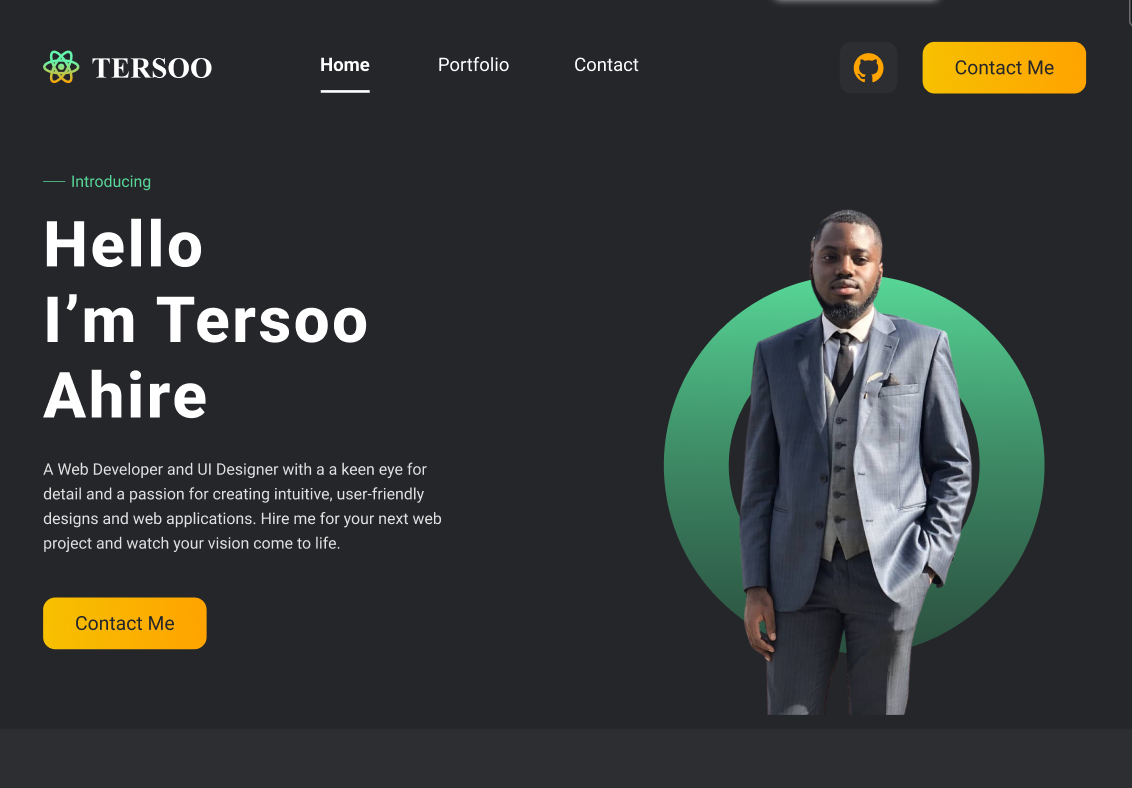 TERSOO
Home
Portfolio
Contact
Contact Me
Introducing
Hello
I’m Tersoo
Ahire
A Web Developer and UI Designer with a a keen eye for
detail and a passion for creating intuitive, user-friendly
designs and web applications. Hire me for your next web
project and watch your vision come to life.
Contact Me